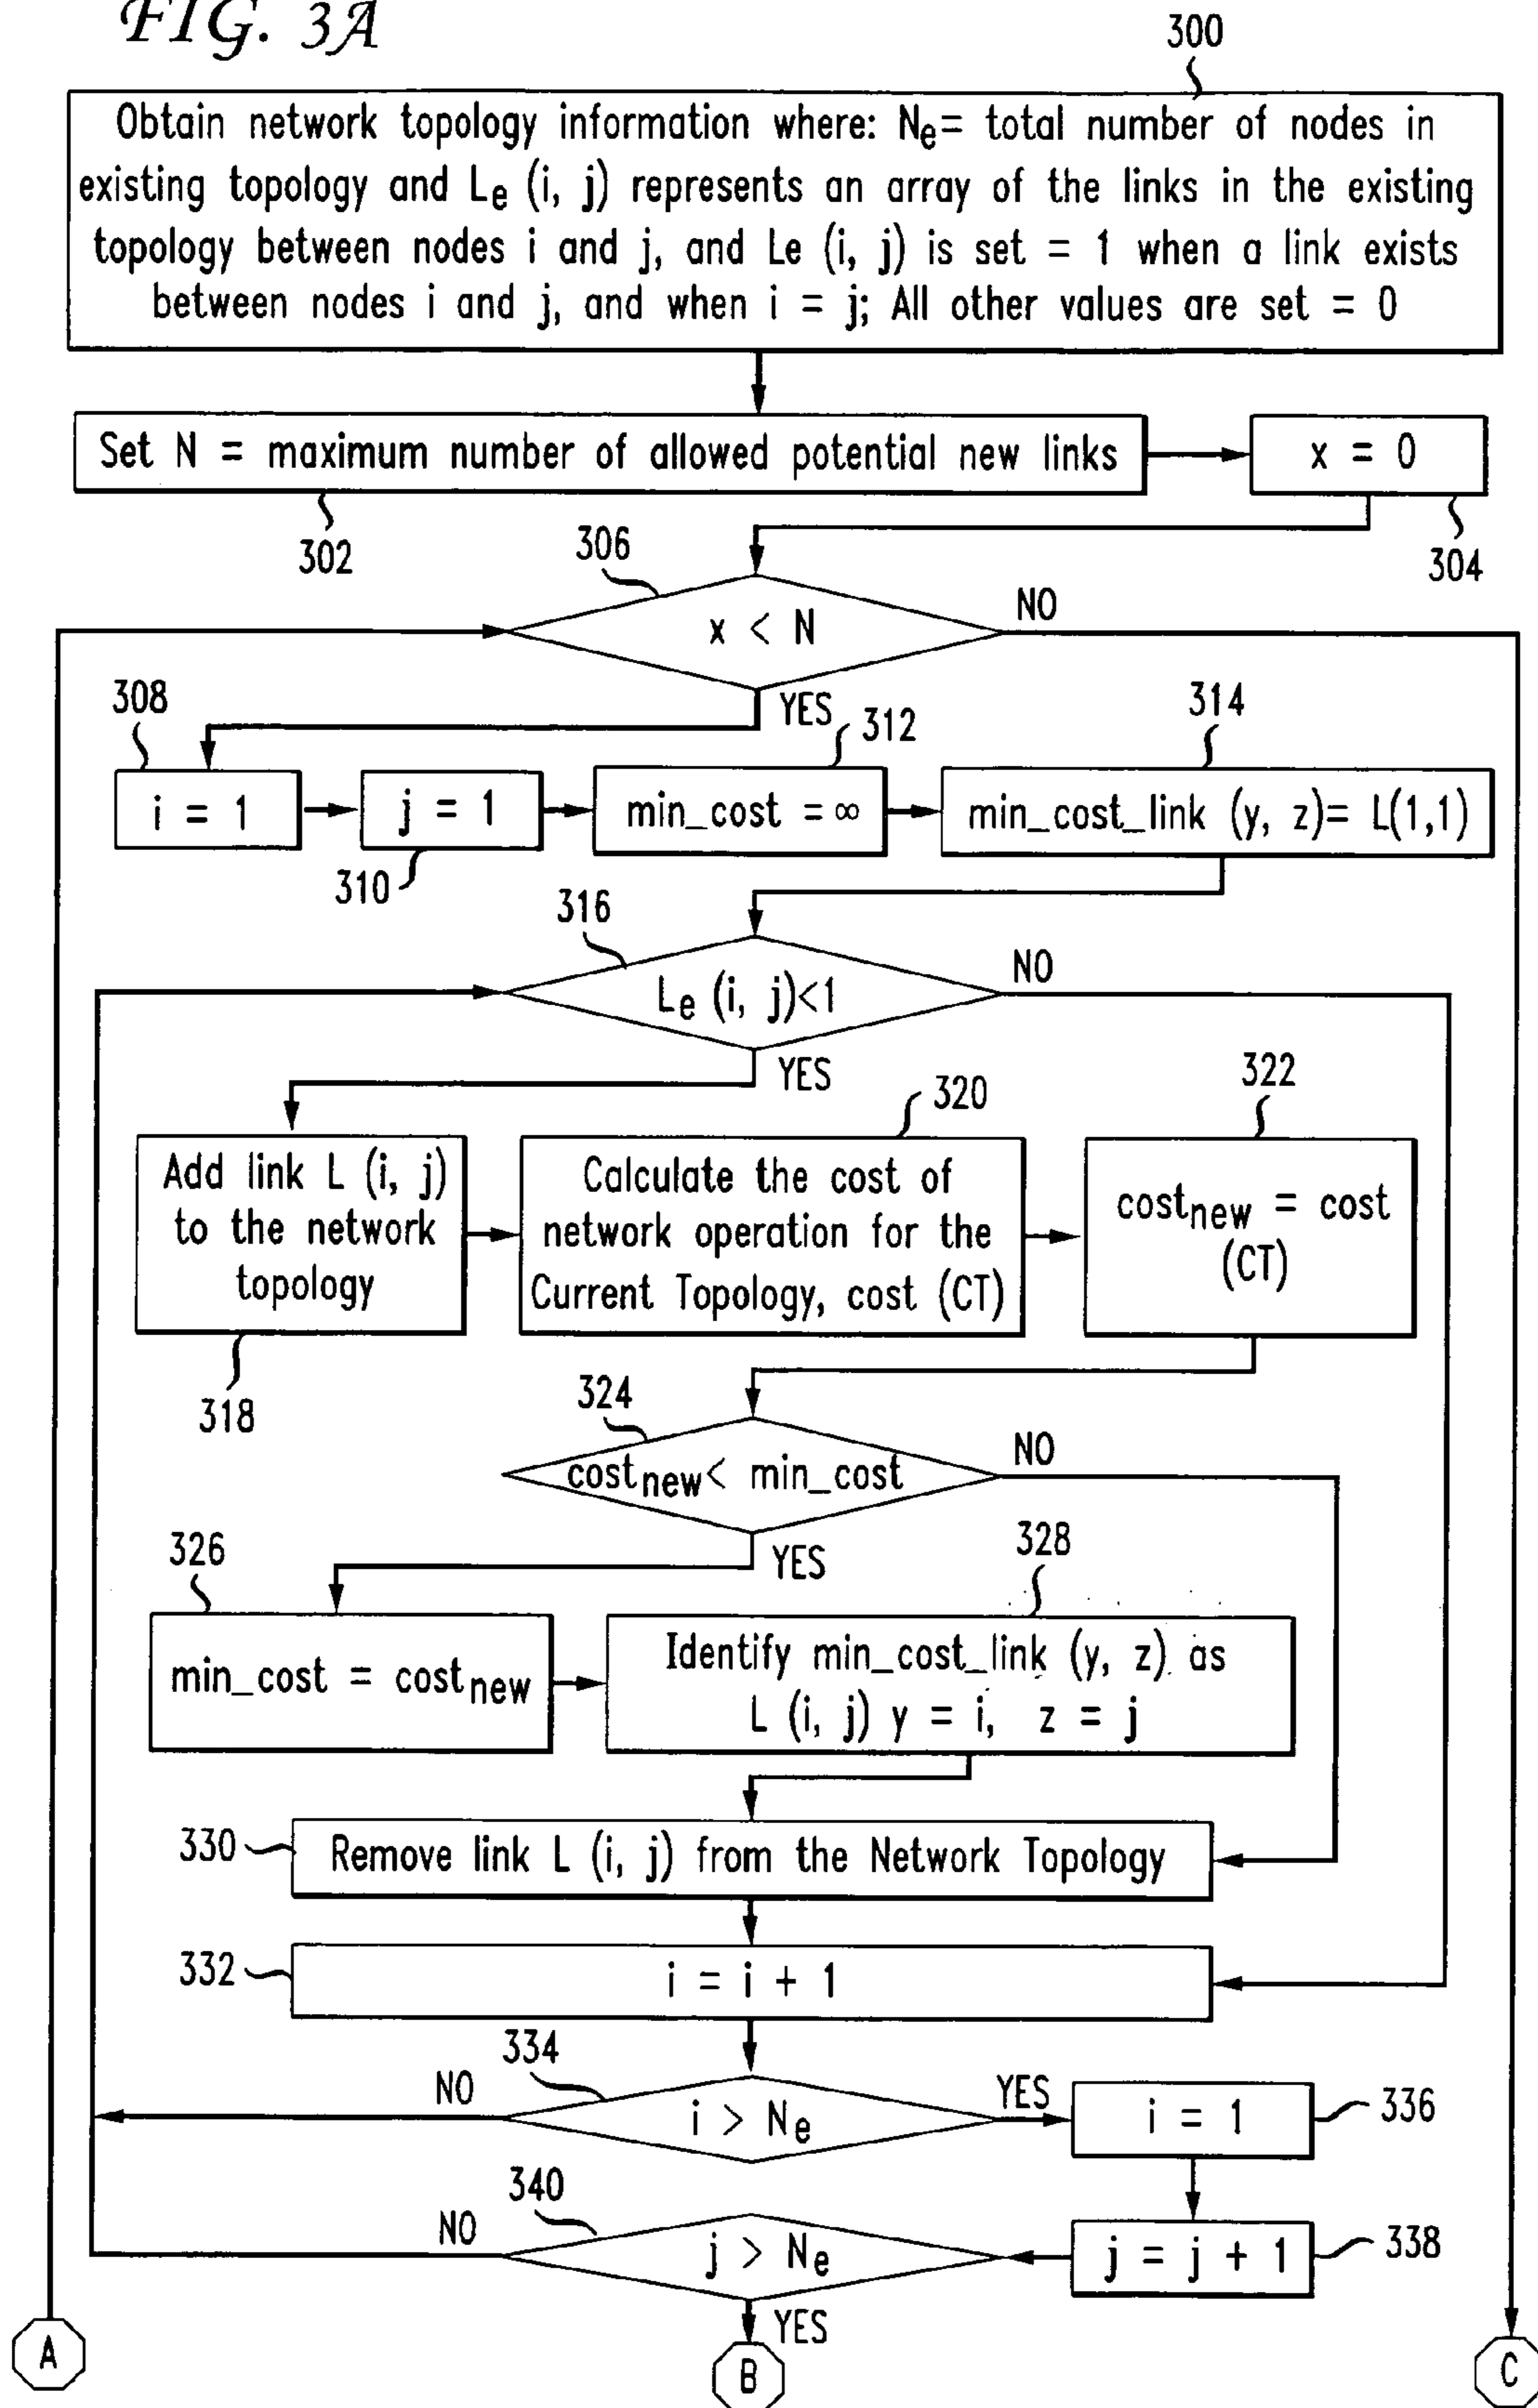 FIG. 3A
300
Obtain network topology information where: Ne= total number of nodes in
existing topology and Le (i, j) represents an array of the links in the existing
topology between nodes i and j, and Le (i, j) is set = 1 when a link exists
between nodes i and j, and when i = j; All other values are set = 0
Set N = maximum number of allowed potential new links
x = 0
302
304
306
x < N
NO
YES
308
312
314
i = 1
j = 1
min_cost = ∞
min_cost_link (y, z)= L(1,1)
310
316
Le (i, j)<1
NO
YES
320
322
Add link L (i, j)
to the network
topology
Calculate the cost of
network operation for the
Current Topology, cost (CT)
costnew = cost
(CT)
318
324
costnew< min_cost
NO
YES
326
328
min_cost = costnew
Identify min_cost_link (y, z) as
L (i, j) y = i, z = j
330
Remove link L (i, j) from the Network Topology
332
i = i + 1
334
NO
i > Ne
YES
i = 1
336
340
NO
j > Ne
j = j + 1
338
YES
A
B
C